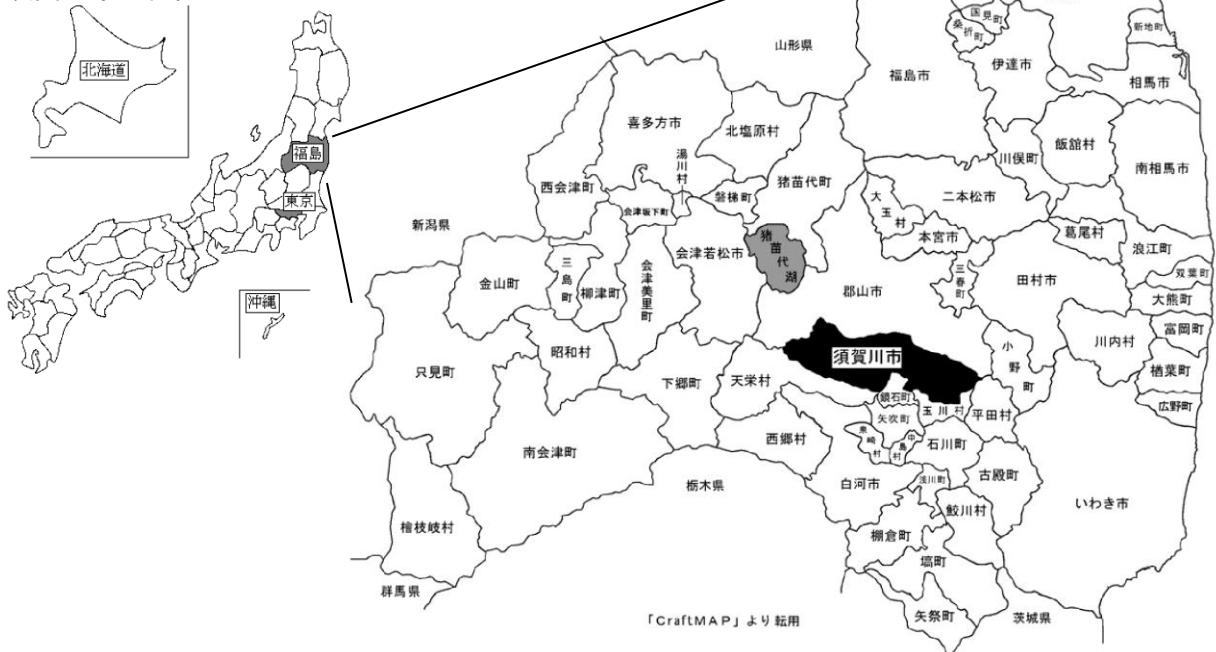 北海道
福島
東京
沖縄
山形県
新潟県
群馬県
栃木県
茨城県
国見町
桑折町
新地町
福島市
伊達市
相馬市
喜多方市
北塩原村
湯川村
猪苗代町
川俣町
飯舘村
南相馬市
西会津町
会津坂下町
磐梯町
大玉村
二本松市
本宮市
葛尾村
浪江町
双葉町
金山町
三島町
柳津町
会津美里町
会津若松市
猪苗代湖
郡山市
三春町
田村市
大熊町
富岡町
只見町
昭和村
下郷町
天栄村
須賀川市
小野町
川内村
楢葉町
広野町
鏡石町
玉川村
平田村
矢吹町
南会津町
西郷村
泉崎村
中島村
石川町
古殿町
白河市
浅川町
鮫川村
いわき市
檜枝岐村
棚倉町
塙町
矢祭町
「CraftMAP」より転用